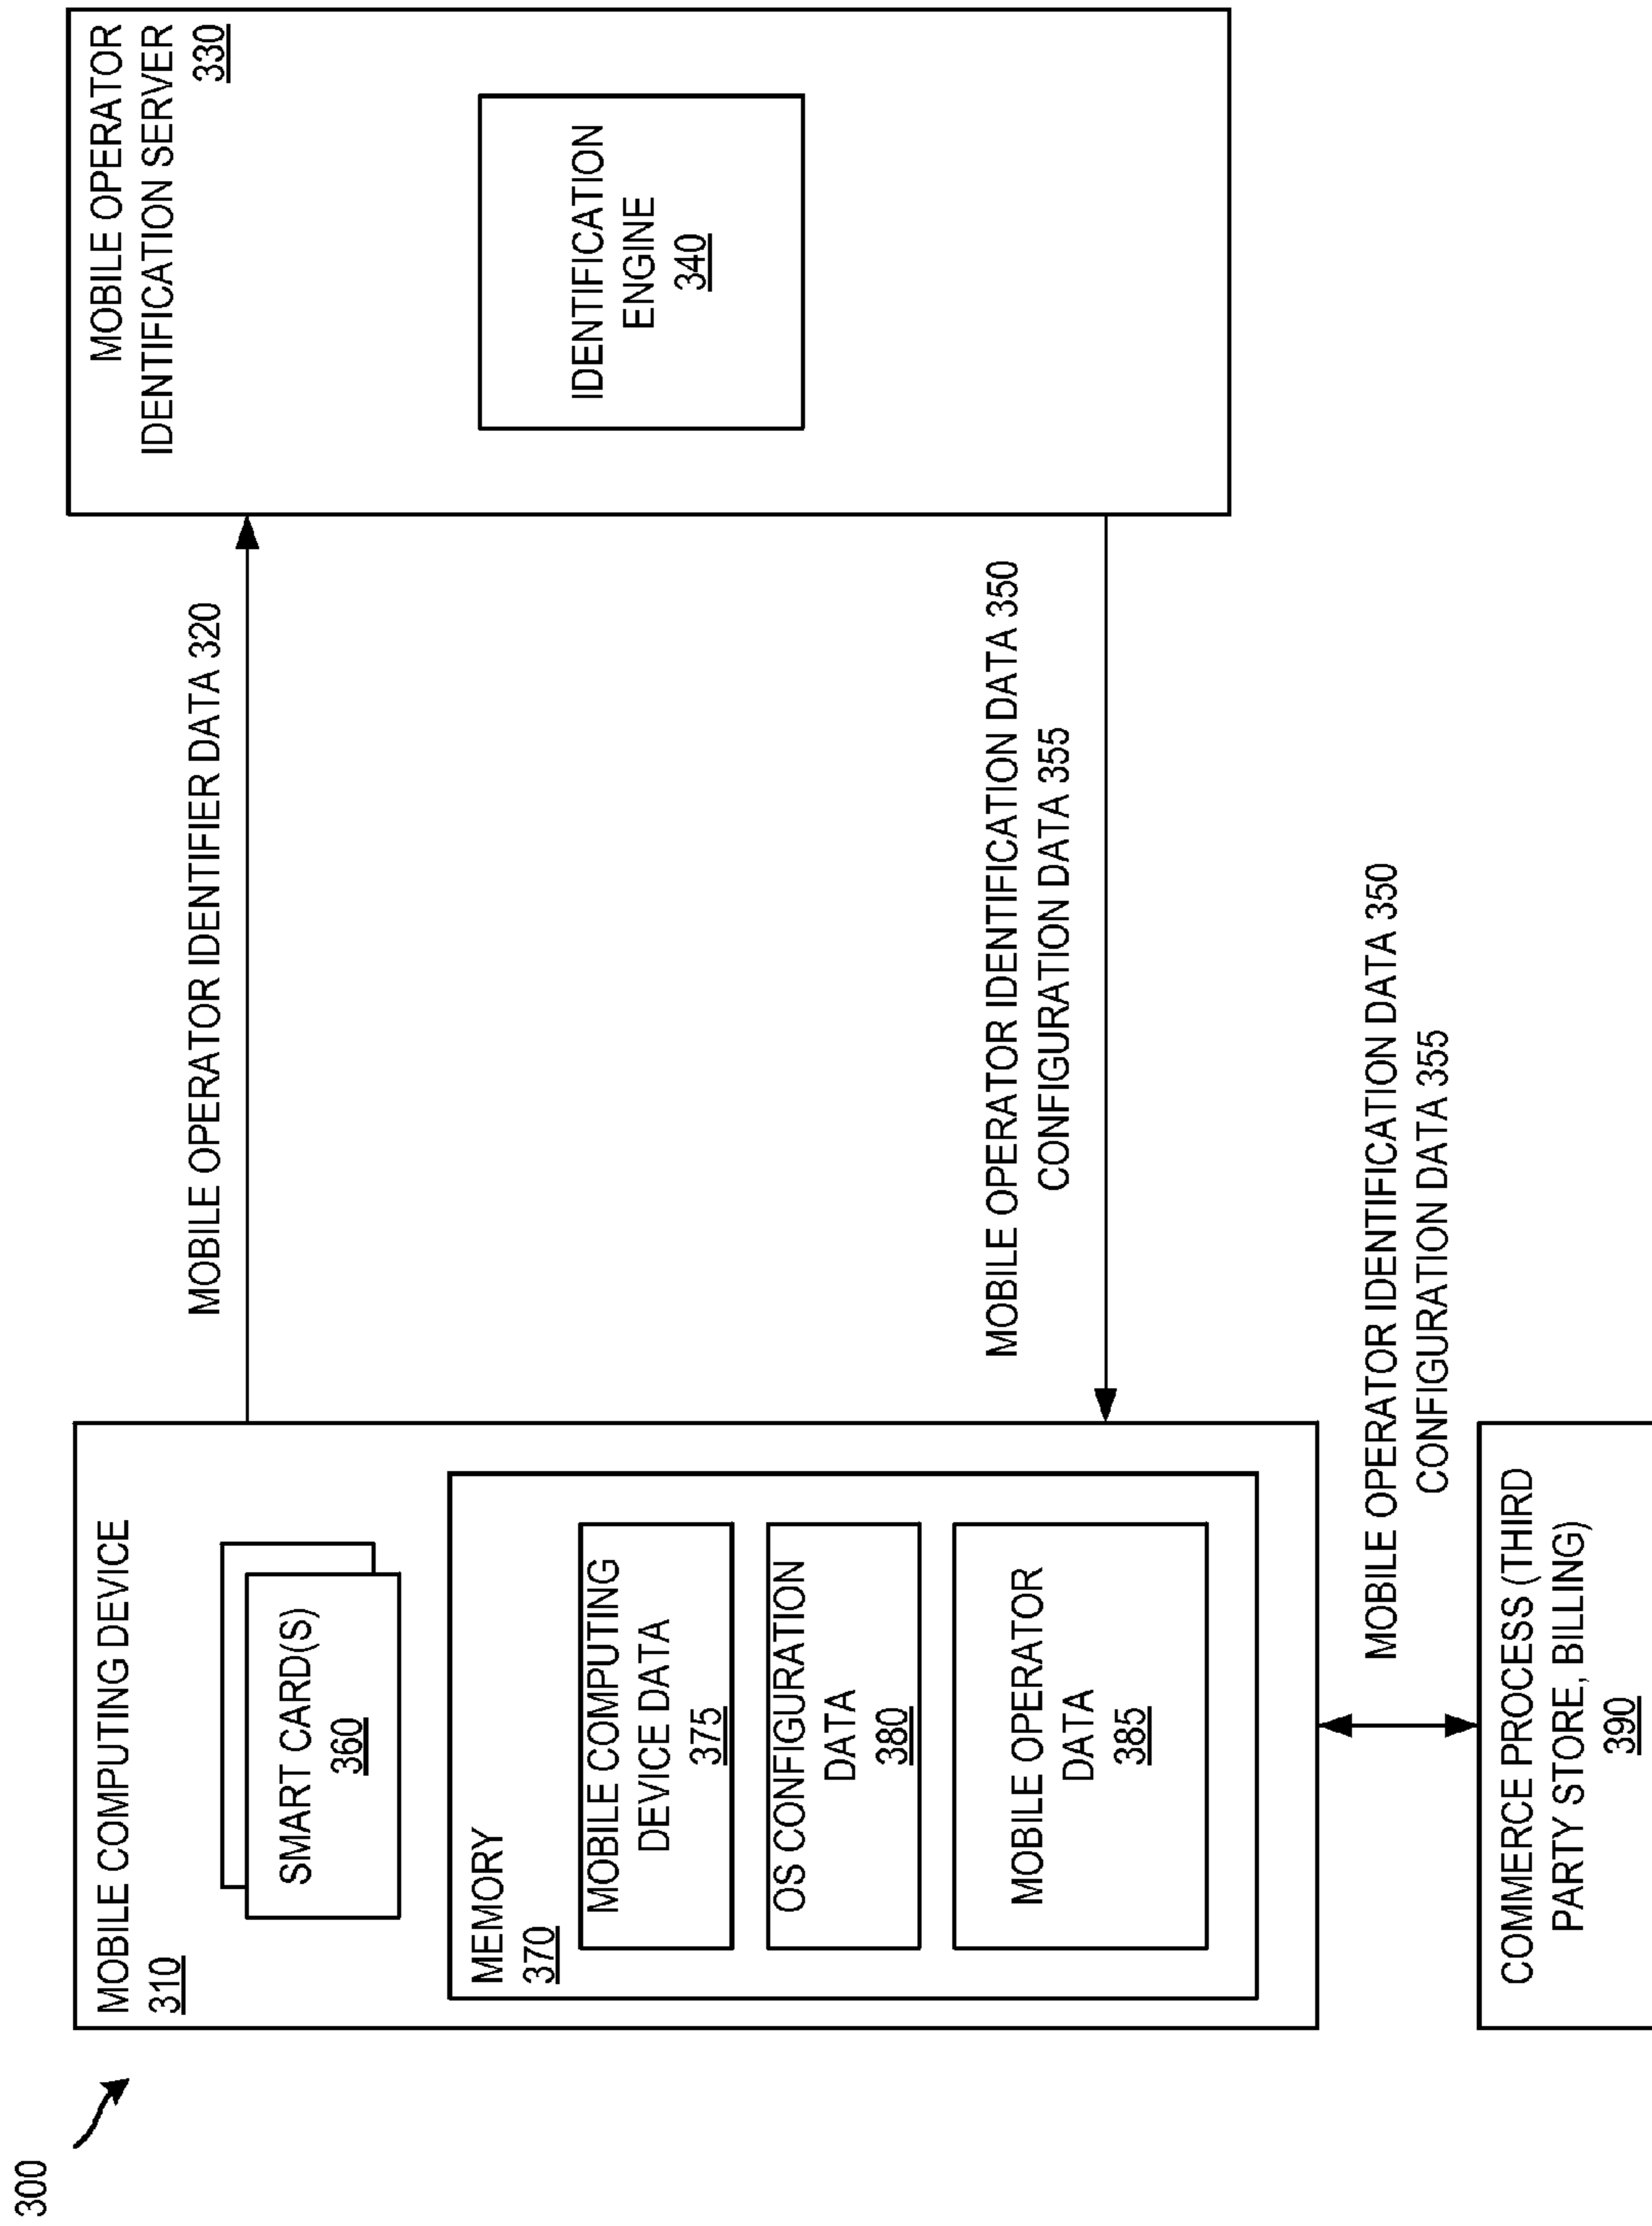 300
MOBILE COMPUTING DEVICE
310
SMART CARD(S)
360
MEMORY
370
MOBILE COMPUTING
DEVICE DATA
375
OS CONFIGURATION
DATA
380
MOBILE OPERATOR
DATA
385
MOBILE OPERATOR IDENTIFIER DATA 320
MOBILE OPERATOR
IDENTIFICATION SERVER
330
IDENTIFICATION
ENGINE
340
MOBILE OPERATOR IDENTIFICATION DATA 350
CONFIGURATION DATA 355
MOBILE OPERATOR IDENTIFICATION DATA 350
CONFIGURATION DATA 355
COMMERCE PROCESS (THIRD
PARTY STORE, BILLING)
390